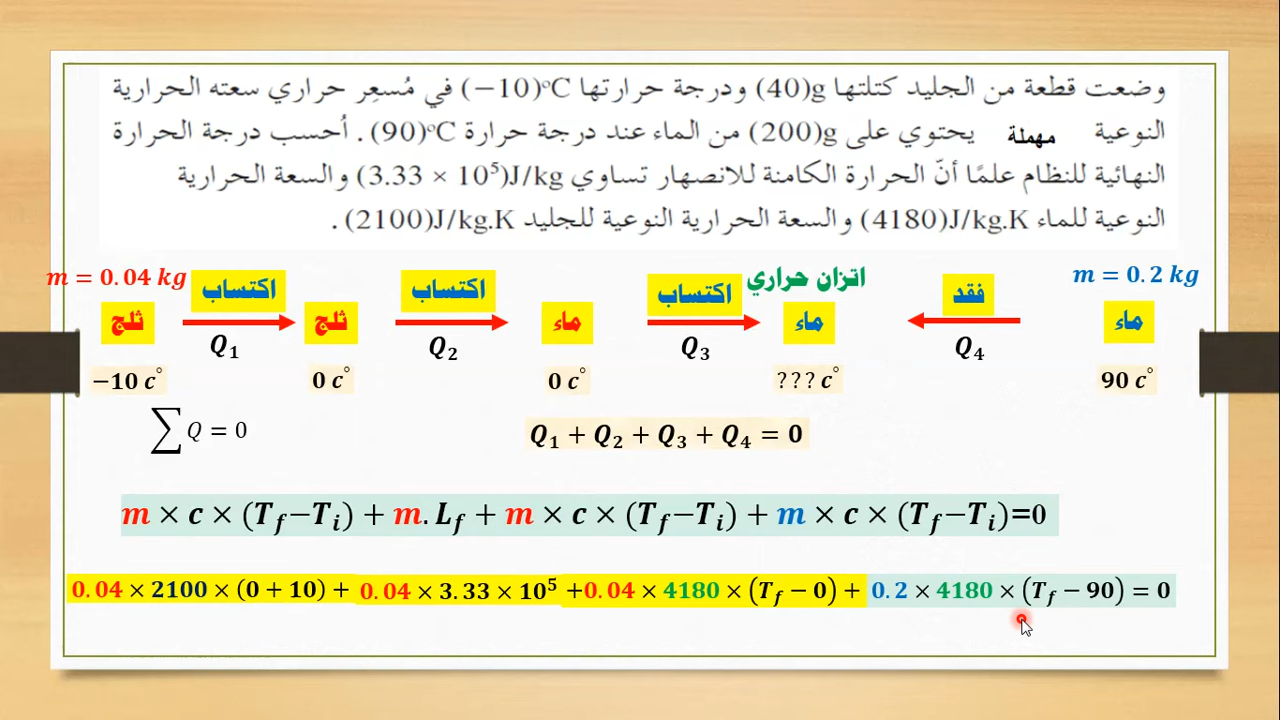 وضعت قطعة من الجليد كتلتها g(40) ودرجة حرارتها °C(−10) في مُسعِر حراري سعته الحرارية
النوعية مهملة يحتوي على g(200) من الماء عند درجة حرارة °C(90). أحسب درجة الحرارة
النهائية للنظام علمًا أنّ الحرارة الكامنة للانصهار تساوي (3.33 × 10⁵)J/kg والسعة الحرارية
النوعية للماء (4180)J/kg.K والسعة الحرارية النوعية للجليد (2100)J/kg.K .
m = 0.04 kg اكتساب اكتساب اكتساب اتزان حراري فقد m = 0.2 kg
ثلج ثلج ماء ماء ماء
Q₁ Q₂ Q₃ Q₄
−10 c° 0 c° 0 c° ??? c° 90 c°
∑ Q = 0 Q₁ + Q₂ + Q₃ + Q₄ = 0
m × c × (T_f−T_i) + m. L_f + m × c × (T_f−T_i) + m × c × (T_f−T_i)=0
0.04 × 2100 × (0 + 10) + 0.04 × 3.33 × 10⁵ +0.04 × 4180 × (T_f − 0) + 0.2 × 4180 × (T_f − 90) = 0